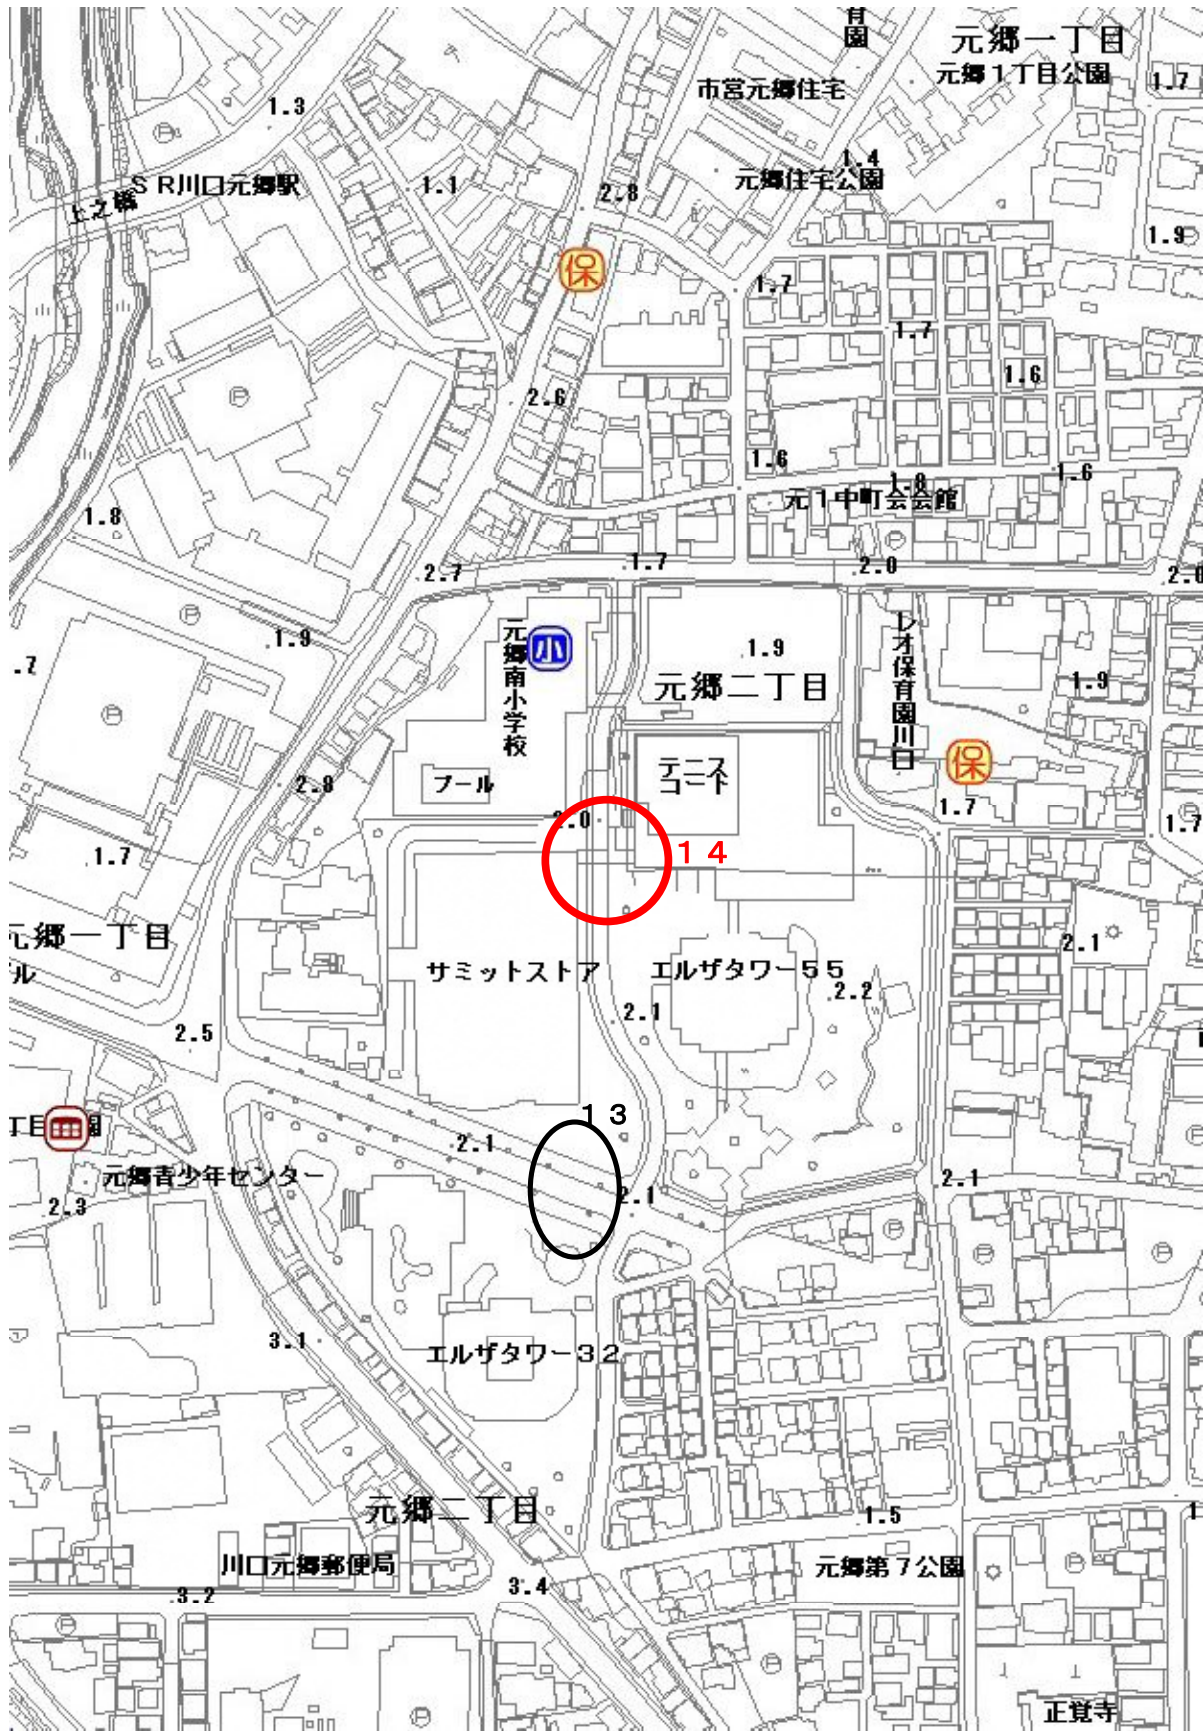 育園
元郷一丁目
元郷1丁目公園
市営元郷住宅
1.7
1.3
1.4
SR川口元郷駅
1.1
元郷住宅公園
上之橋
2.8
1.9
保
1.7
1.7
1.6
2.6
1.6
1.8
1.6
元1中町会会館
1.8
2.7
1.7
2.0
2.0
元郷南小学校
小
レオ保育園川口
1.9
1.9
.7
元郷二丁目
1.9
テニス
コート
保
プール
2.8
1.7
2.0
1.7
14
1.7
元郷一丁目
ル
2.1
サミットストア
エルザタワー55
2.2
2.1
2.5
13
丁目
園
2.1
元郷青少年センター
2.1
2.1
2.3
3.1
エルザタワー32
元郷二丁目
1.5
川口元郷郵便局
元郷第7公園
3.4
3.2
正覚寺